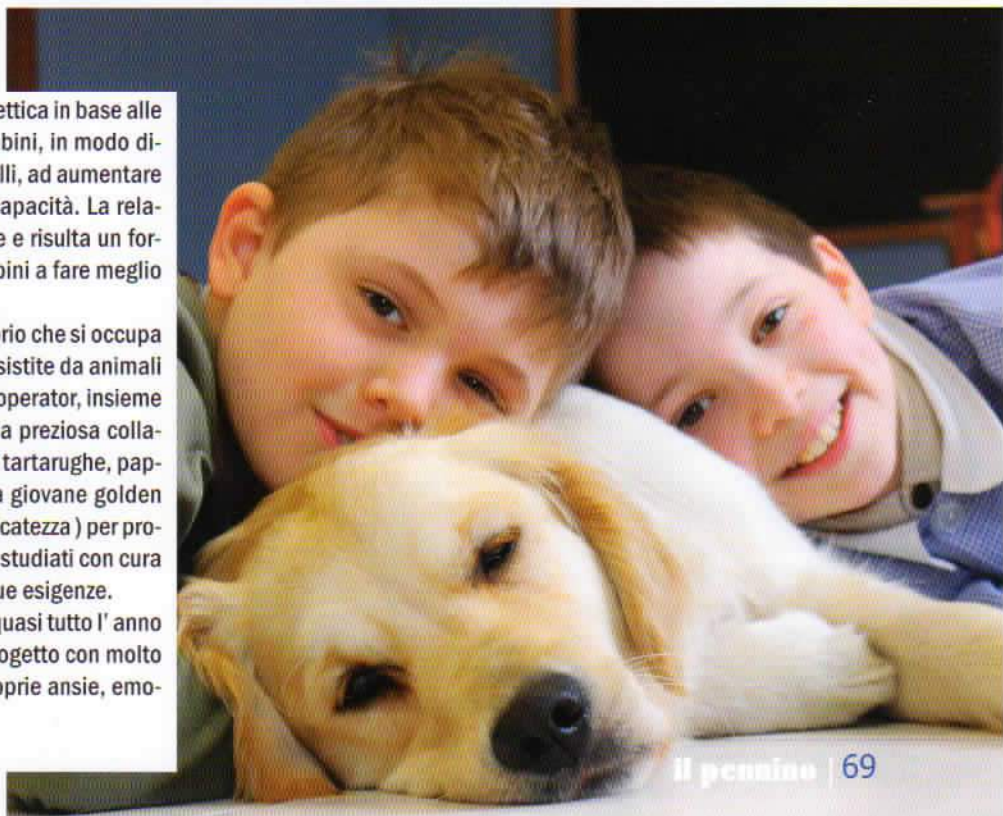 ettica in base alle
bini, in modo di-
lli, ad aumentare
apacità. La rela-
e e risulta un for-
bini a fare meglio
rio che si occupa
sistite da animali
operator, insieme
a preziosa colla-
tartarughe, pap-
a giovane golden
catezza ) per pro-
studiati con cura
ue esigenze.
quasi tutto l' anno
ogetto con molto
oprie ansie, emo-
il pennino | 69